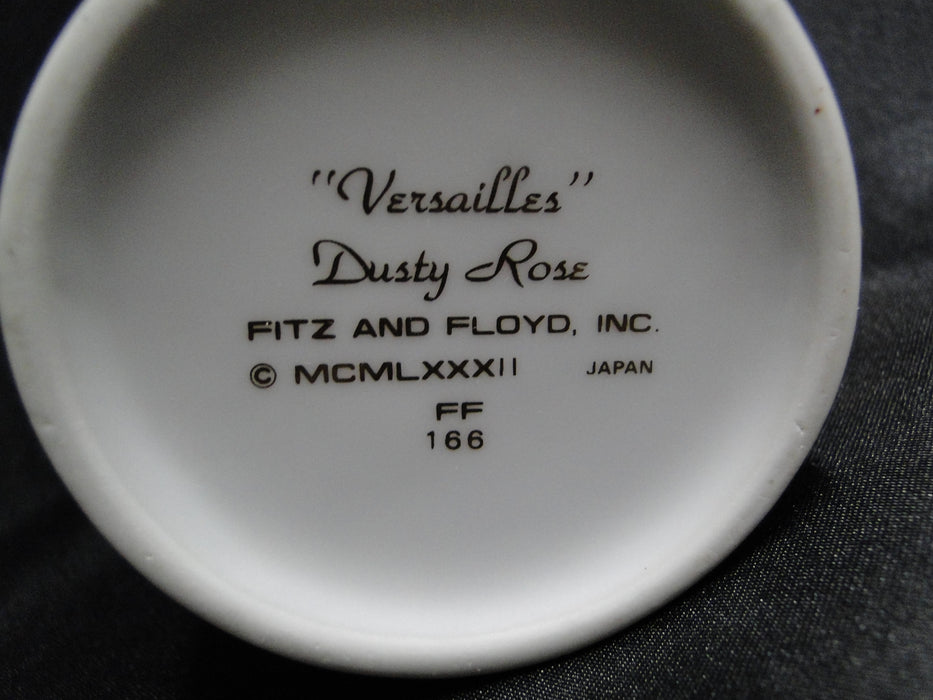 "Versailles"
Dusty Rose
FITZ AND FLOYD, INC.
© MCMLXXXII JAPAN
FF
166